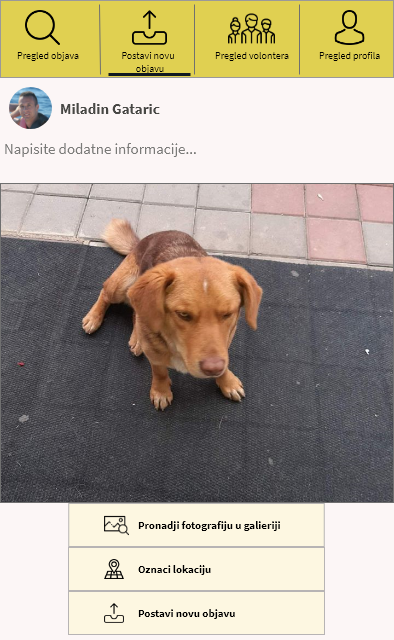 Pregled objava
Postavi novu
objavu
Pregled volontera
Pregled profila
Miladin Gataric
Napisite dodatne informacije...
Pronadji fotografiju u galieriji
Oznaci lokaciju
Postavi novu objavu